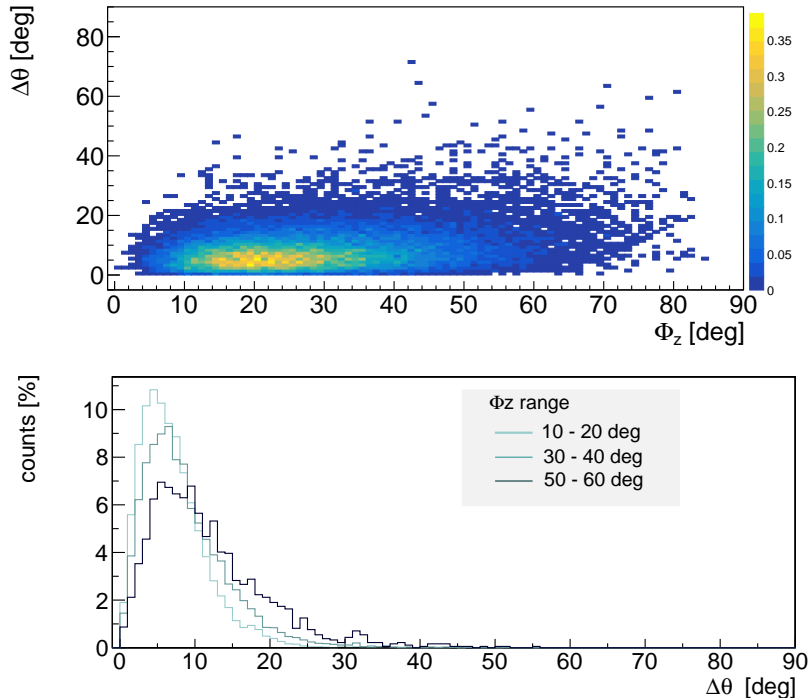 Δθ [deg]
80
60
40
20
0
0 10 20 30 40 50 60 70 80 90
Φz [deg]
0.35
0.3
0.25
0.2
0.15
0.1
0.05
0
counts [%]
10
8
6
4
2
0
Φz range
10 - 20 deg
30 - 40 deg
50 - 60 deg
0 10 20 30 40 50 60 70 80 90
Δθ [deg]